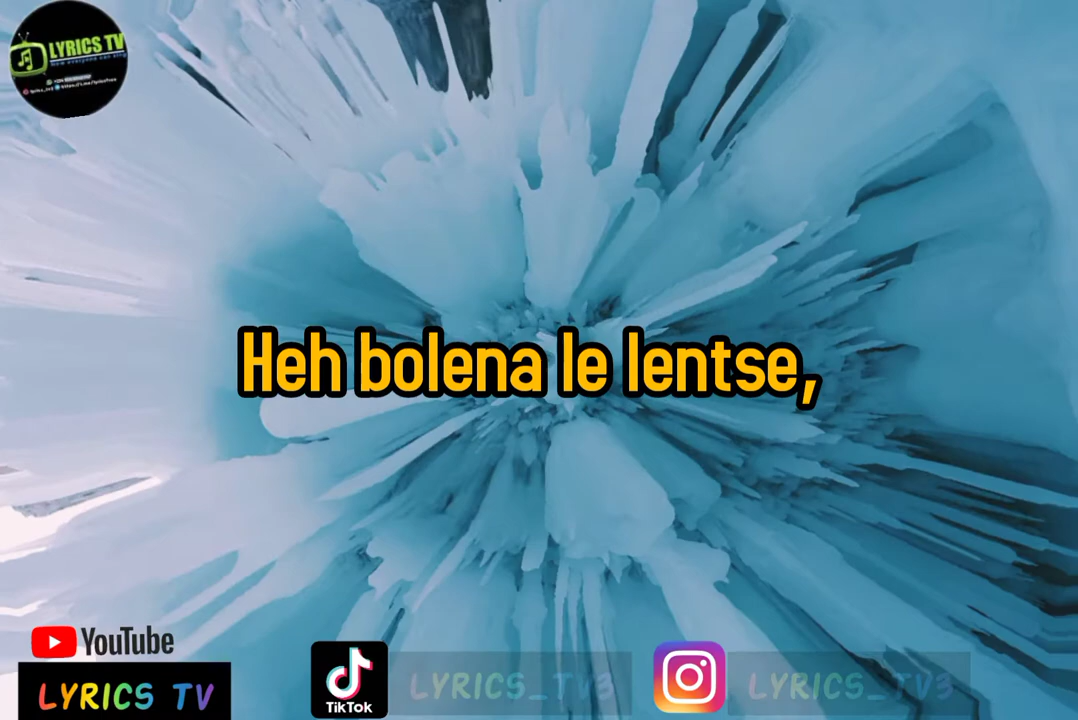 LYRICS TV
Heh bolena le lentse,
YouTube
LYRICS TV
TikTok
LYRICS_TV3
LYRICS_TV3